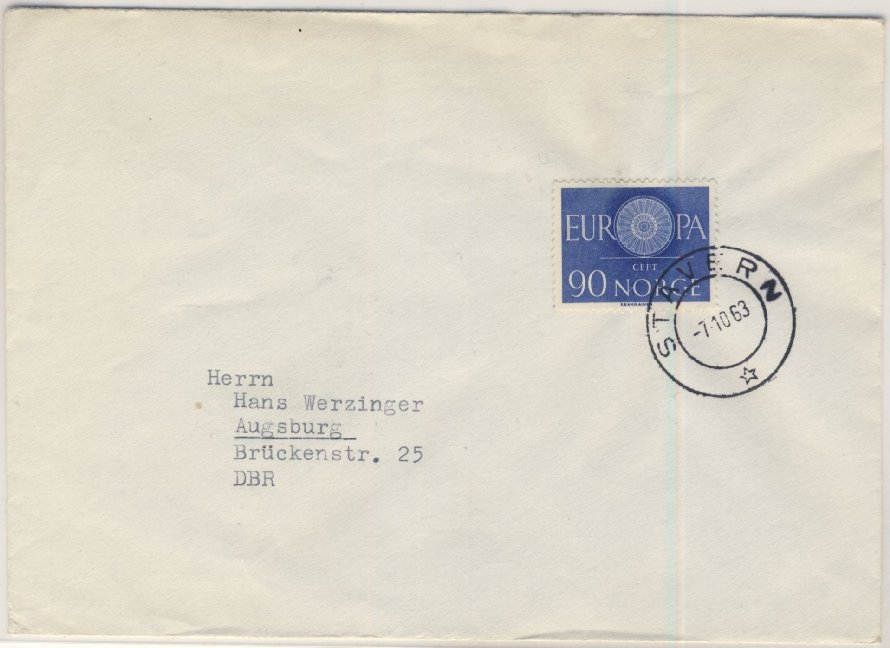 EUROPA
CEPT
90 NORGE
STAVERN
-7.10 63
Herrn
Hans Werzinger
Augsburg
Brückenstr. 25
DBR